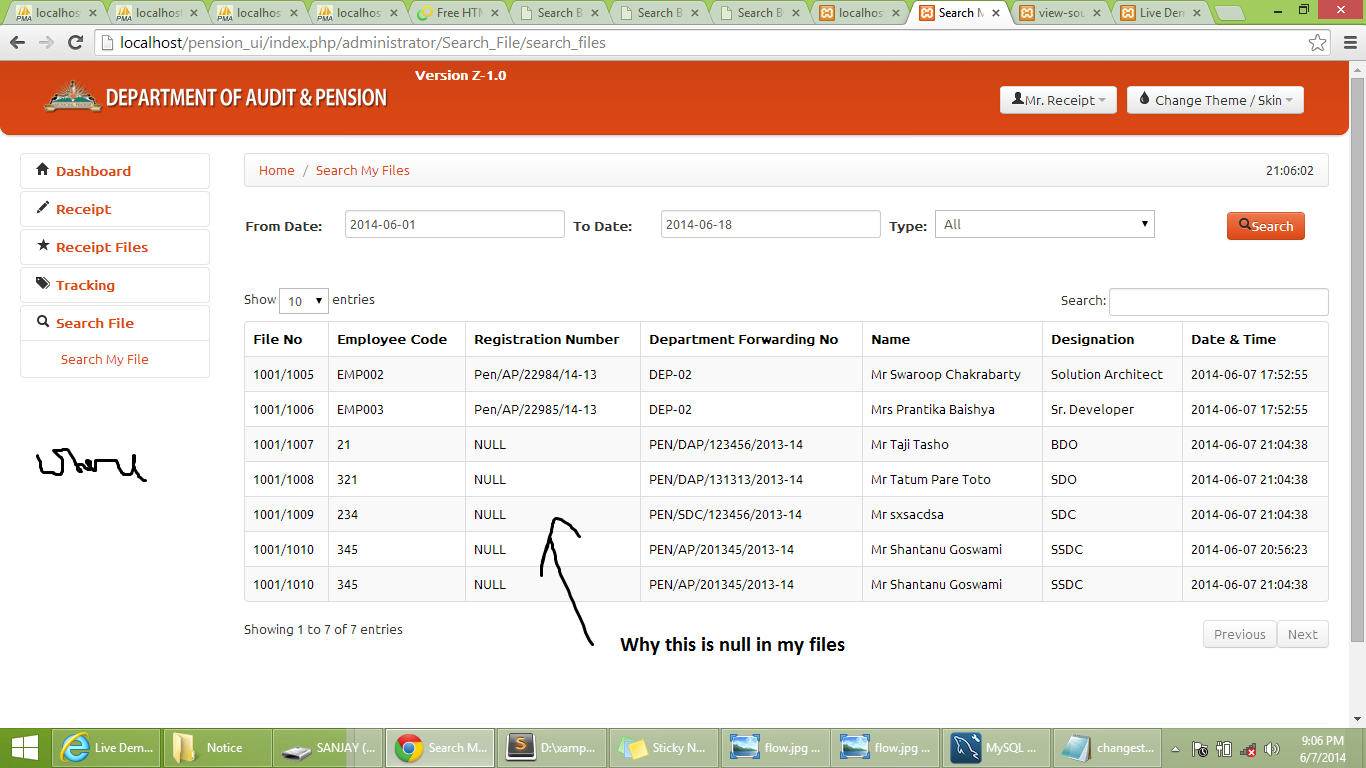 localhost localhost localhost localhost Free HTM Search B Search B Search B localhost Search M view-sou Live Dem
localhost/pension_ui/index.php/administrator/Search_File/search_files
Version Z-1.0
DEPARTMENT OF AUDIT & PENSION
Mr. Receipt
Change Theme / Skin
Dashboard
Receipt
Receipt Files
Tracking
Search File
Search My File
Home / Search My Files
21:06:02
From Date: 2014-06-01 To Date: 2014-06-18 Type: All Search
Show 10 entries
Search:
File No Employee Code Registration Number Department Forwarding No Name Designation Date & Time
1001/1005 EMP002 Pen/AP/22984/14-13 DEP-02 Mr Swaroop Chakrabarty Solution Architect 2014-06-07 17:52:55
1001/1006 EMP003 Pen/AP/22985/14-13 DEP-02 Mrs Prantika Baishya Sr. Developer 2014-06-07 17:52:55
1001/1007 21 NULL PEN/DAP/123456/2013-14 Mr Taji Tasho BDO 2014-06-07 21:04:38
1001/1008 321 NULL PEN/DAP/131313/2013-14 Mr Tatum Pare Toto SDO 2014-06-07 21:04:38
1001/1009 234 NULL PEN/SDC/123456/2013-14 Mr sxsacdsa SDC 2014-06-07 21:04:38
1001/1010 345 NULL PEN/AP/201345/2013-14 Mr Shantanu Goswami SSDC 2014-06-07 20:56:23
1001/1010 345 NULL PEN/AP/201345/2013-14 Mr Shantanu Goswami SSDC 2014-06-07 21:04:38
Showing 1 to 7 of 7 entries
Previous Next
Why this is null in my files
Live Dem... Notice SANJAY (... Search M... D:\xamp... Sticky N... flow.jpg ... flow.jpg ... MySQL ... changest...
9:06 PM
6/7/2014